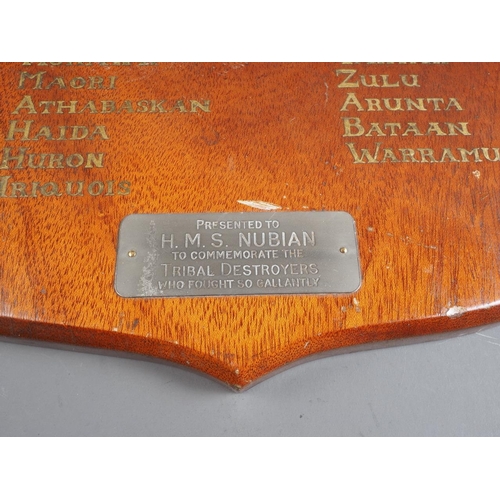 MAORI
ATHABASKAN
HAIDA
HURON
IRIQUOIS
ZULU
ARUNTA
BATAAN
WARRAMU
PRESENTED TO
H. M. S. NUBIAN
TO COMMEMORATE THE
TRIBAL DESTROYERS
WHO FOUGHT SO GALLANTLY